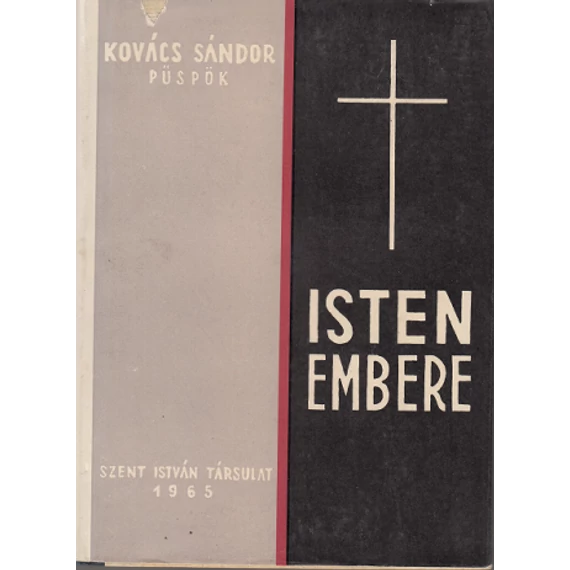 KOVÁCS SÁNDOR
PÜSPÖK
ISTEN
EMBERE
SZENT ISTVÁN TÁRSULAT
1965